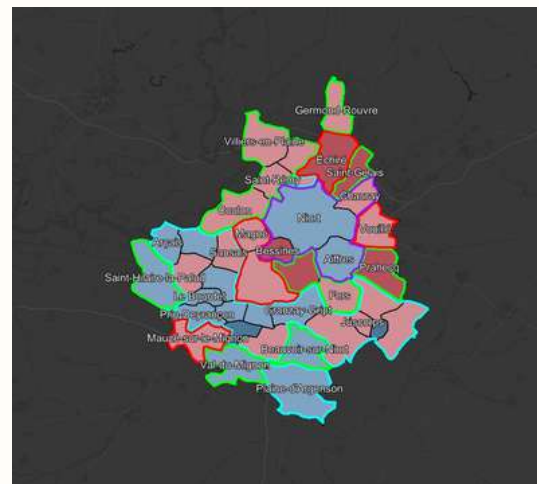 Germond-Rouvre
Villiers-en-Plaine
Échiré
Saint-Gelais
Saint-Rémy
Chauray
Coulon
Niort
Vouillé
Magné
Arçais
Sansais
Bessines
Aiffres
Prahecq
Saint-Hilaire-la-Palud
Le Bourdet
Fors
Granzay-Gript
Prin-Deyrançon
Juscorps
Mauzé-sur-le-Mignon
Beauvoir-sur-Niort
Val-du-Mignon
Plaine-d'Argenson